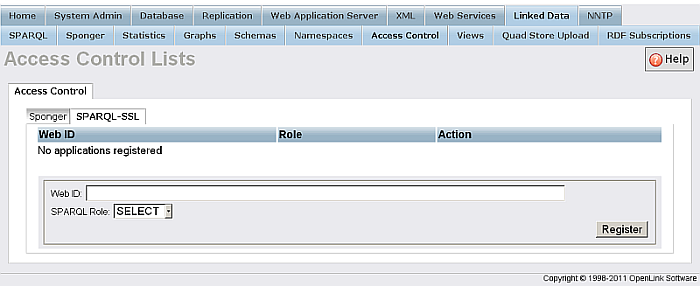 Home System Admin Database Replication Web Application Server XML Web Services Linked Data NNTP
SPARQL Sponger Statistics Graphs Schemas Namespaces Access Control Views Quad Store Upload RDF Subscriptions
Access Control Lists
Help
Access Control
Sponger SPARQL-SSL
Web ID Role Action
No applications registered
Web ID:
SPARQL Role: SELECT
Register
Copyright © 1998-2011 OpenLink Software